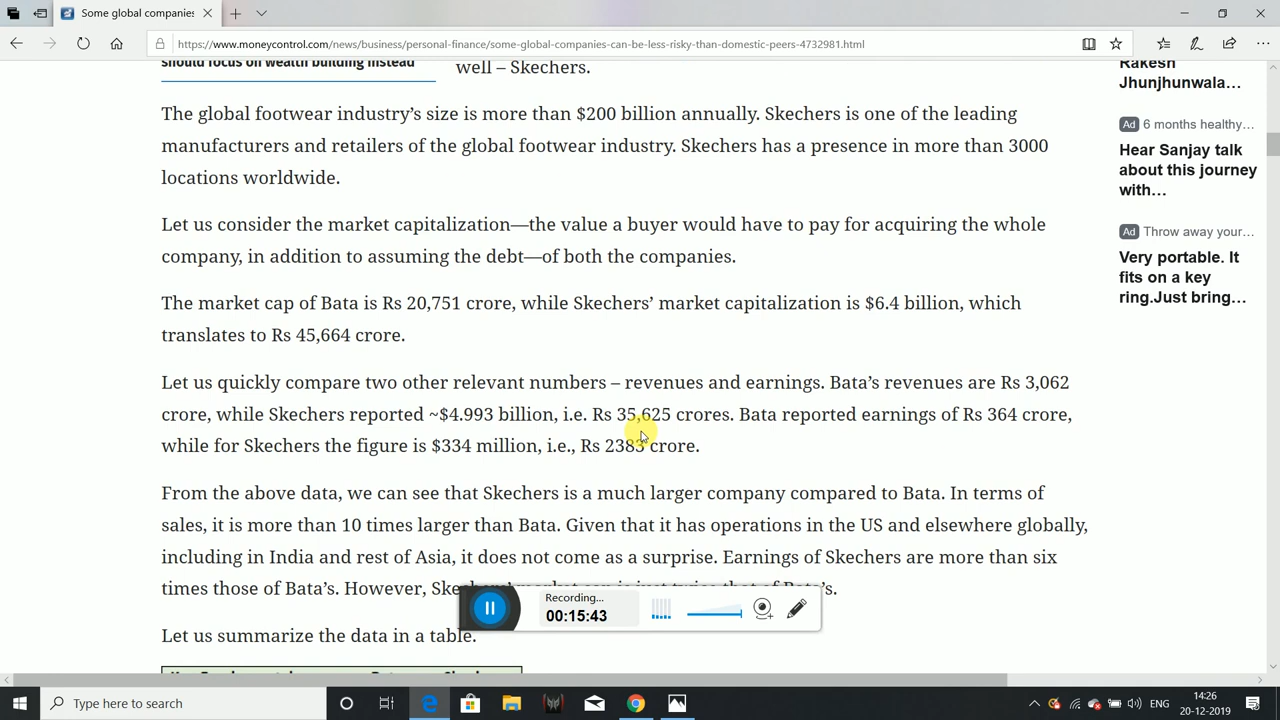 Some global companies
https://www.moneycontrol.com/news/business/personal-finance/some-global-companies-can-be-less-risky-than-domestic-peers-4732981.html
should focus on wealth building instead
well – Skechers.
The global footwear industry's size is more than $200 billion annually. Skechers is one of the leading
manufacturers and retailers of the global footwear industry. Skechers has a presence in more than 3000
locations worldwide.
Let us consider the market capitalization—the value a buyer would have to pay for acquiring the whole
company, in addition to assuming the debt—of both the companies.
The market cap of Bata is Rs 20,751 crore, while Skechers' market capitalization is $6.4 billion, which
translates to Rs 45,664 crore.
Let us quickly compare two other relevant numbers – revenues and earnings. Bata's revenues are Rs 3,062
crore, while Skechers reported ~$4.993 billion, i.e. Rs 35,625 crores. Bata reported earnings of Rs 364 crore,
while for Skechers the figure is $334 million, i.e., Rs 2383 crore.
From the above data, we can see that Skechers is a much larger company compared to Bata. In terms of
sales, it is more than 10 times larger than Bata. Given that it has operations in the US and elsewhere globally,
including in India and rest of Asia, it does not come as a surprise. Earnings of Skechers are more than six
times those of Bata's. However, Skechers' market cap is just twice that of Bata's.
Let us summarize the data in a table.
Rakesh
Jhunjhunwala...
Ad 6 months healthy...
Hear Sanjay talk
about this journey
with...
Ad Throw away your...
Very portable. It
fits on a key
ring.Just bring...
Recording...
00:15:43
Type here to search
ENG
14:26
20-12-2019